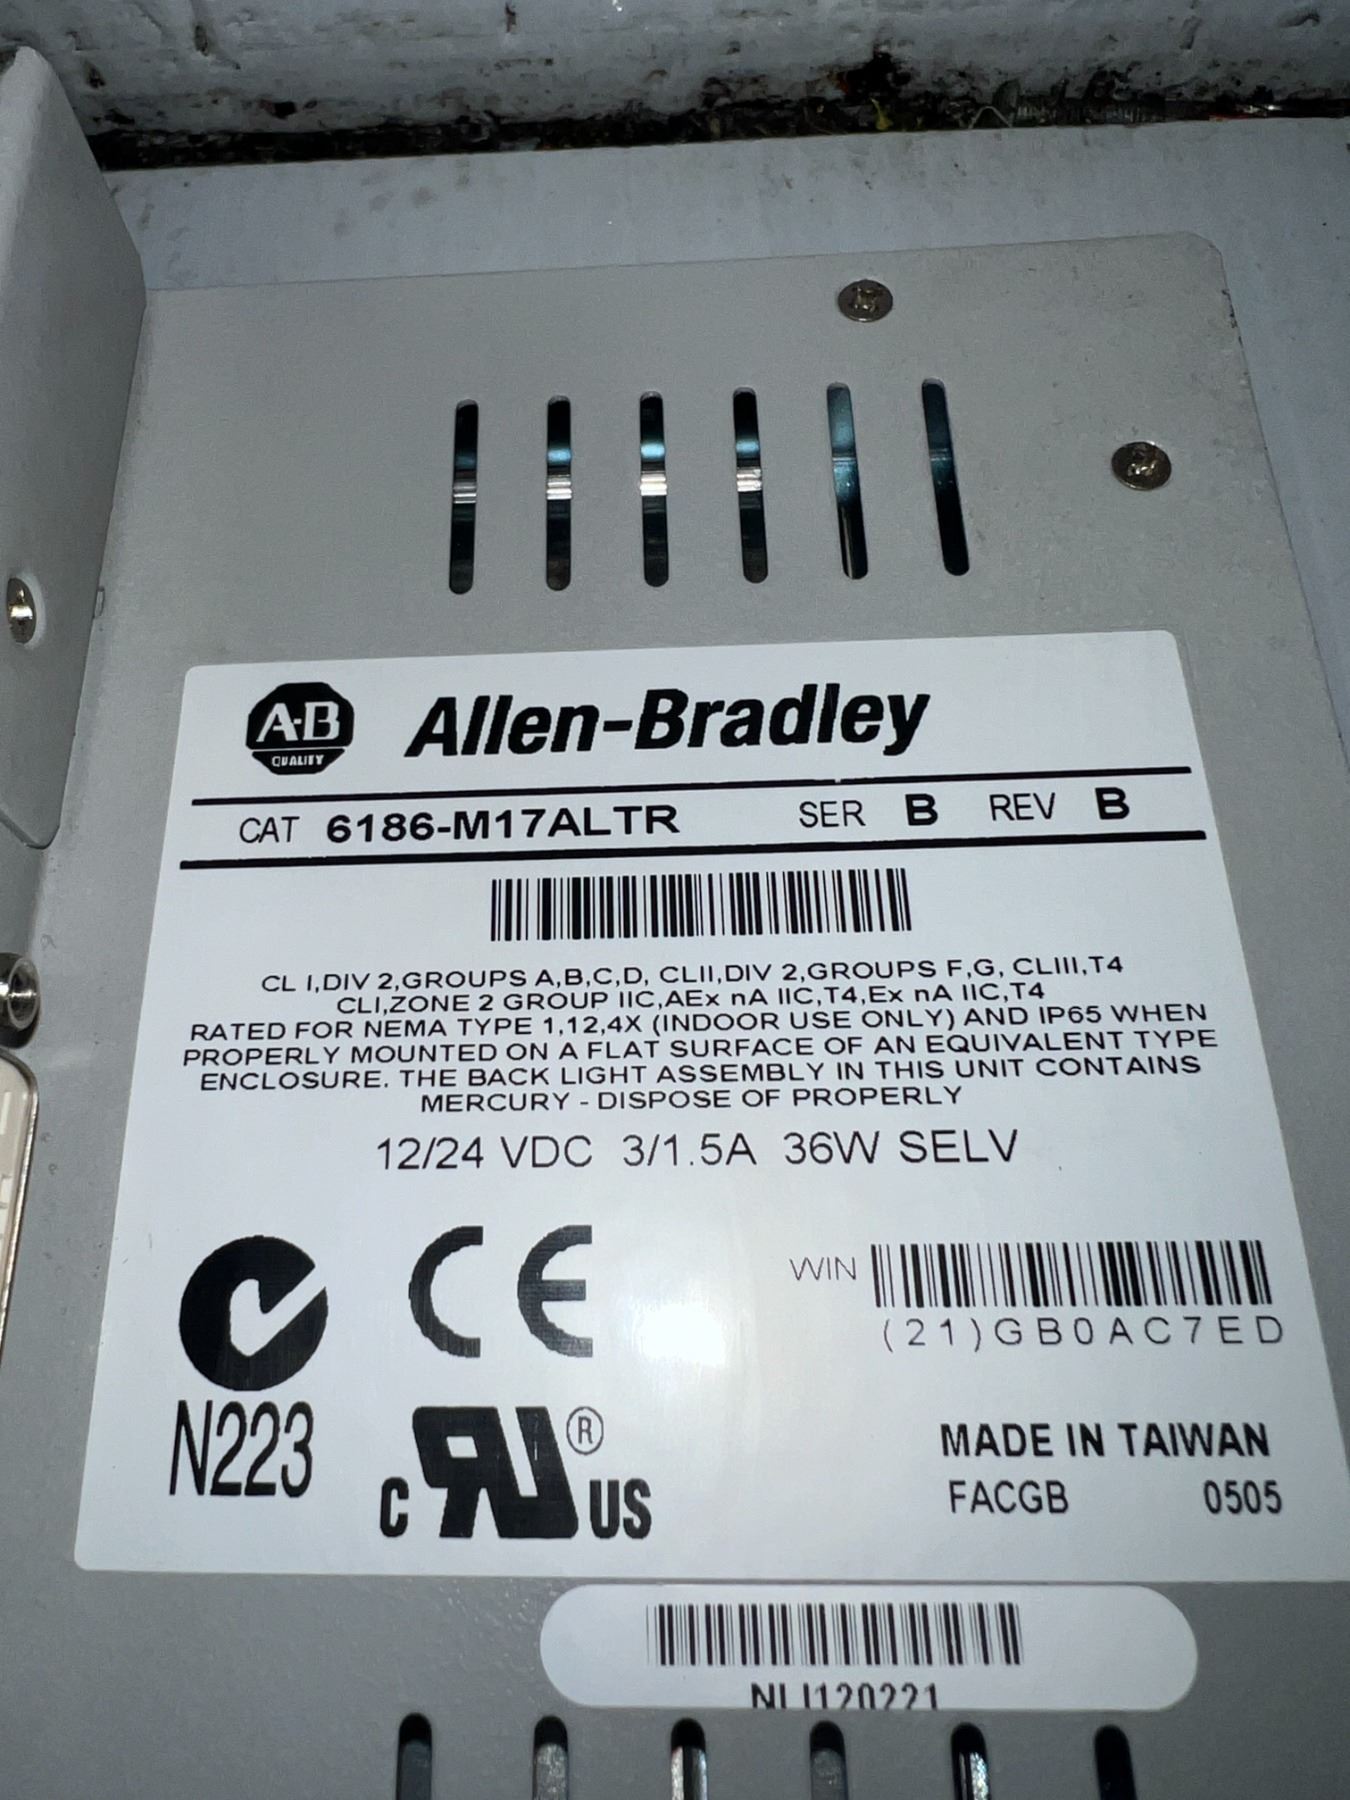 A-B
QUALITY
Allen-Bradley
CAT 6186-M17ALTR SER B REV B
CL I,DIV 2,GROUPS A,B,C,D, CLII,DIV 2,GROUPS F,G, CLIII,T4
CLI,ZONE 2 GROUP IIC,AEx nA IIC,T4,Ex nA IIC,T4
RATED FOR NEMA TYPE 1,12,4X (INDOOR USE ONLY) AND IP65 WHEN
PROPERLY MOUNTED ON A FLAT SURFACE OF AN EQUIVALENT TYPE
ENCLOSURE. THE BACK LIGHT ASSEMBLY IN THIS UNIT CONTAINS
MERCURY - DISPOSE OF PROPERLY
12/24 VDC 3/1.5A 36W SELV
CE
WIN
(21)GB0AC7ED
N223
C RU ® US
MADE IN TAIWAN
FACGB 0505